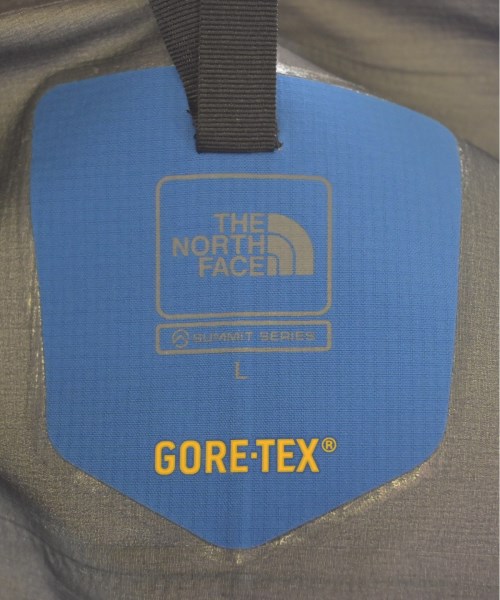 THE
NORTH
FACE
SUMMIT SERIES
L
GORE-TEX®